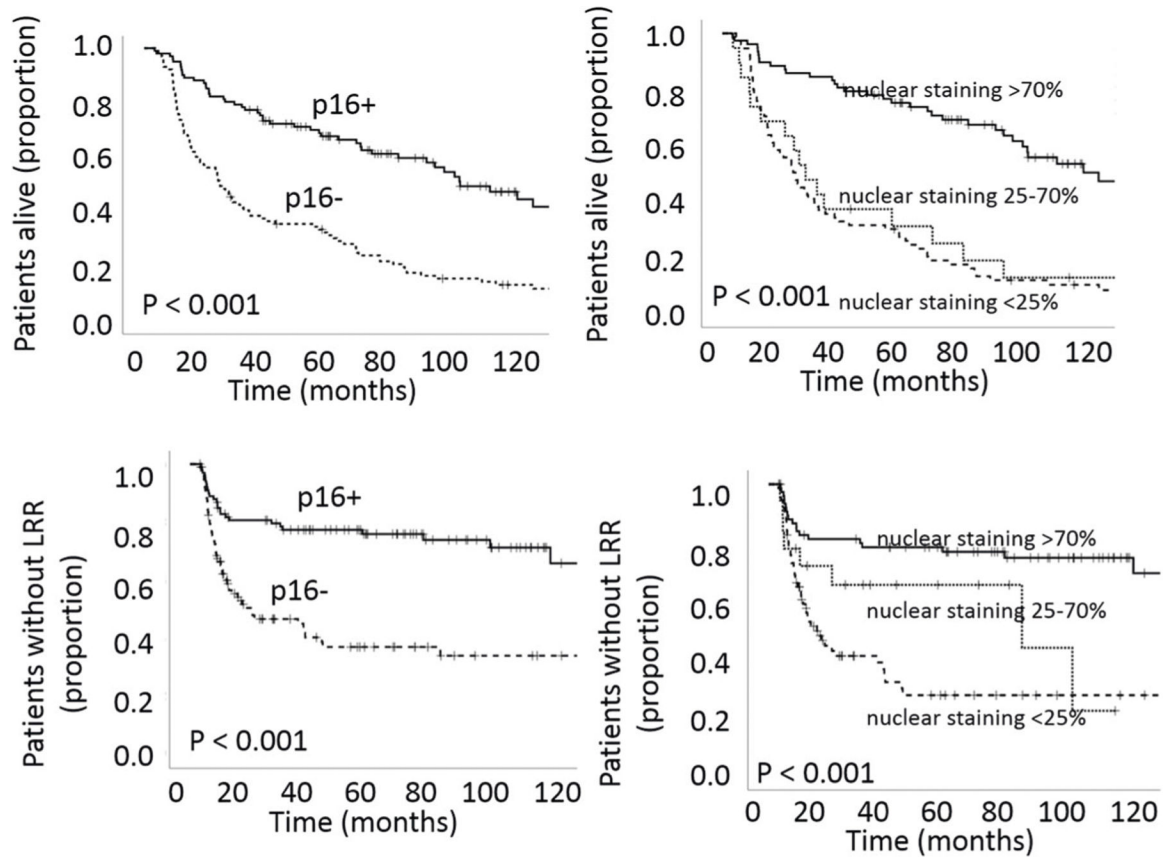 Patients alive (proportion)
1.0
0.8
0.6
0.4
0.2
0.0
p16+
p16-
P < 0.001
0 20 40 60 80 100 120
Time (months)
Patients alive (proportion)
1.0
0.8
0.6
0.4
0.2
0.0
nuclear staining >70%
nuclear staining 25-70%
nuclear staining <25%
P < 0.001
0 20 40 60 80 100 120
Time (months)
Patients without LRR
(proportion)
1.0
0.8
0.6
0.4
0.2
0.0
p16+
p16-
P < 0.001
0 20 40 60 80 100 120
Time (months)
Patients without LRR
(proportion)
1.0
0.8
0.6
0.4
0.2
0.0
nuclear staining >70%
nuclear staining 25-70%
nuclear staining <25%
P < 0.001
0 20 40 60 80 100 120
Time (months)